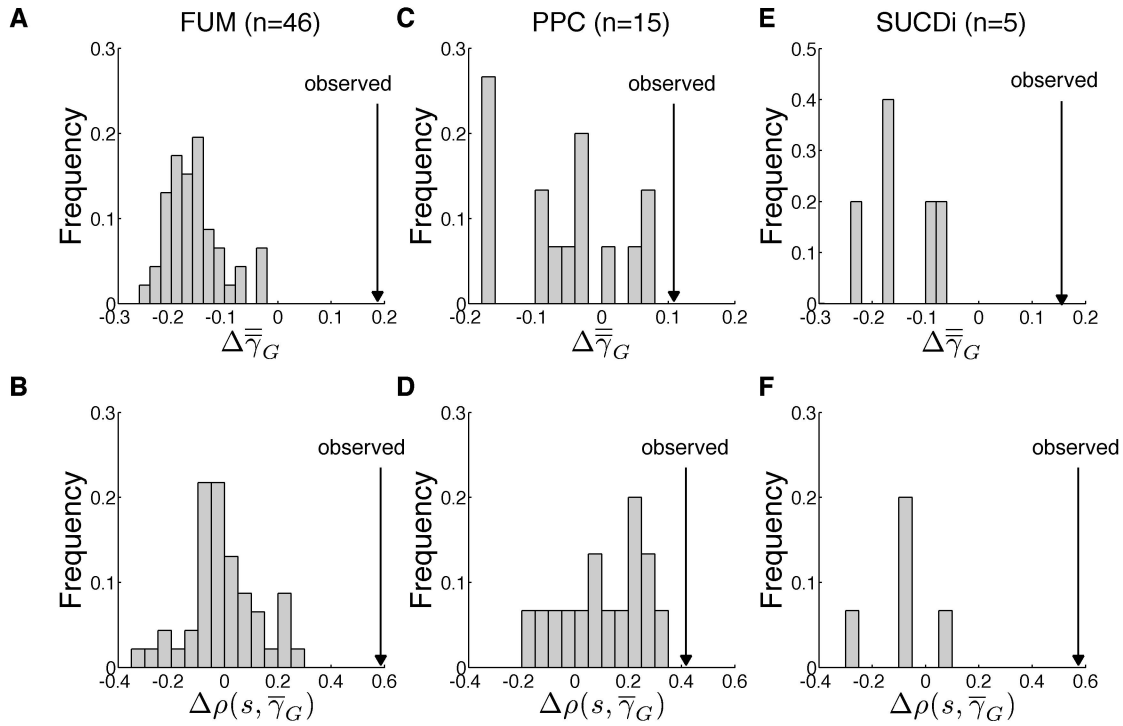 A
FUM (n=46)
0.3
0.2
0.1
0
Frequency
observed
-0.3
-0.2
-0.1
0
0.1
0.2
Δγ̿_G
C
PPC (n=15)
0.3
0.2
0.1
0
Frequency
observed
-0.2
-0.1
0
0.1
0.2
Δγ̿_G
E
SUCDi (n=5)
0.5
0.4
0.3
0.2
0.1
0
Frequency
observed
-0.3
-0.2
-0.1
0
0.1
0.2
Δγ̿_G
B
0.3
0.2
0.1
0
Frequency
observed
-0.4
-0.2
0
0.2
0.4
0.6
Δρ(s, γ̅_G)
D
0.3
0.2
0.1
0
Frequency
observed
-0.4
-0.2
0
0.2
0.4
0.6
Δρ(s, γ̅_G)
F
0.3
0.2
0.1
0
Frequency
observed
-0.4
-0.2
0
0.2
0.4
0.6
Δρ(s, γ̅_G)